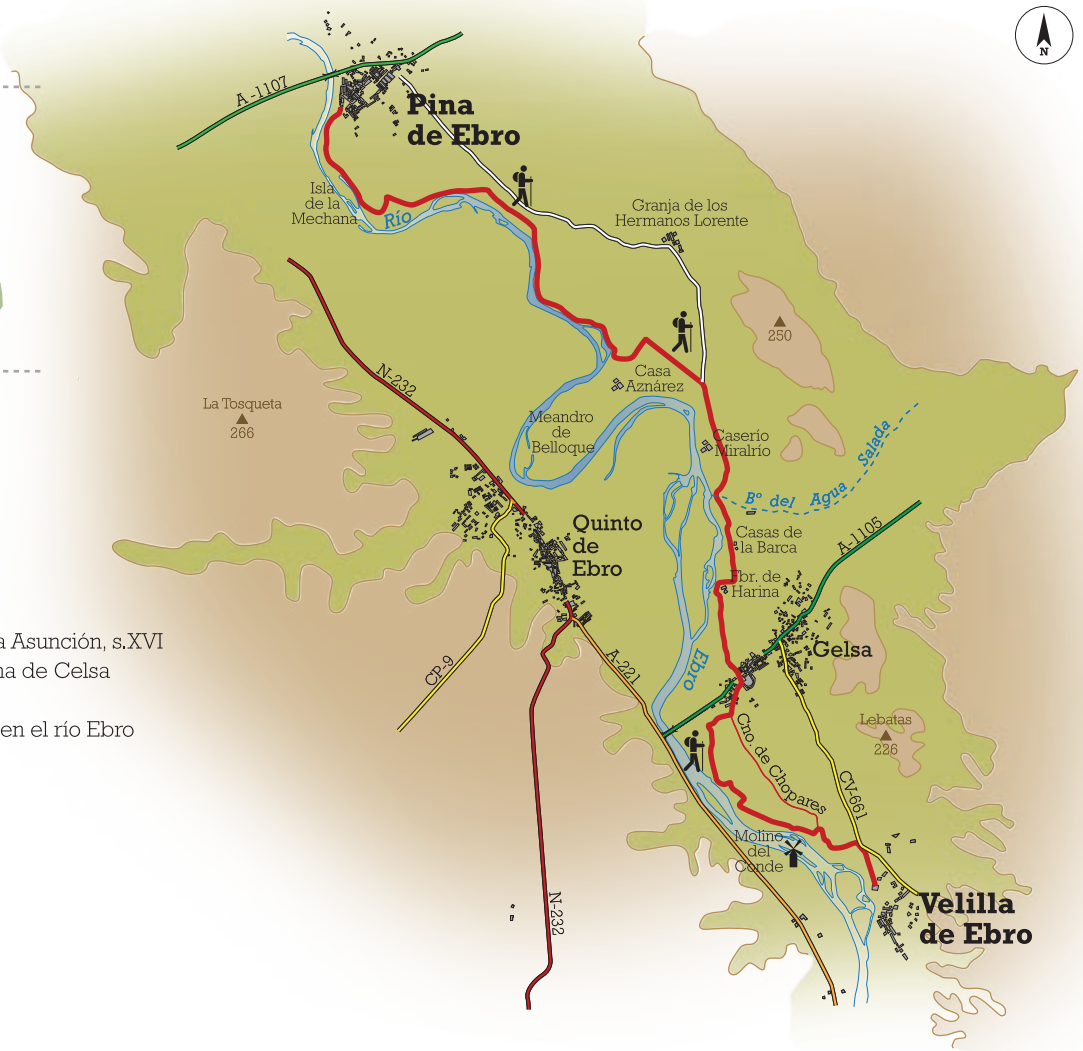 N
A-1107
Pina
de Ebro
Isla
de la
Mechana
Río
Granja de los
Hermanos Lorente
250
N-232
La Tosqueta
266
Casa
Aznárez
Meandro
de
Belloque
Caserío
Miralrío
Bº del Agua Salada
Quinto
de
Ebro
Casas de
la Barca
A-1105
Fbr. de
Harina
Gelsa
a Asunción, s.XVI
na de Celsa
en el río Ebro
CP-9
A-221
Ebro
Lebatas
226
Cno. de Chopares
CV-661
Molino
del
Conde
N-232
Velilla
de Ebro